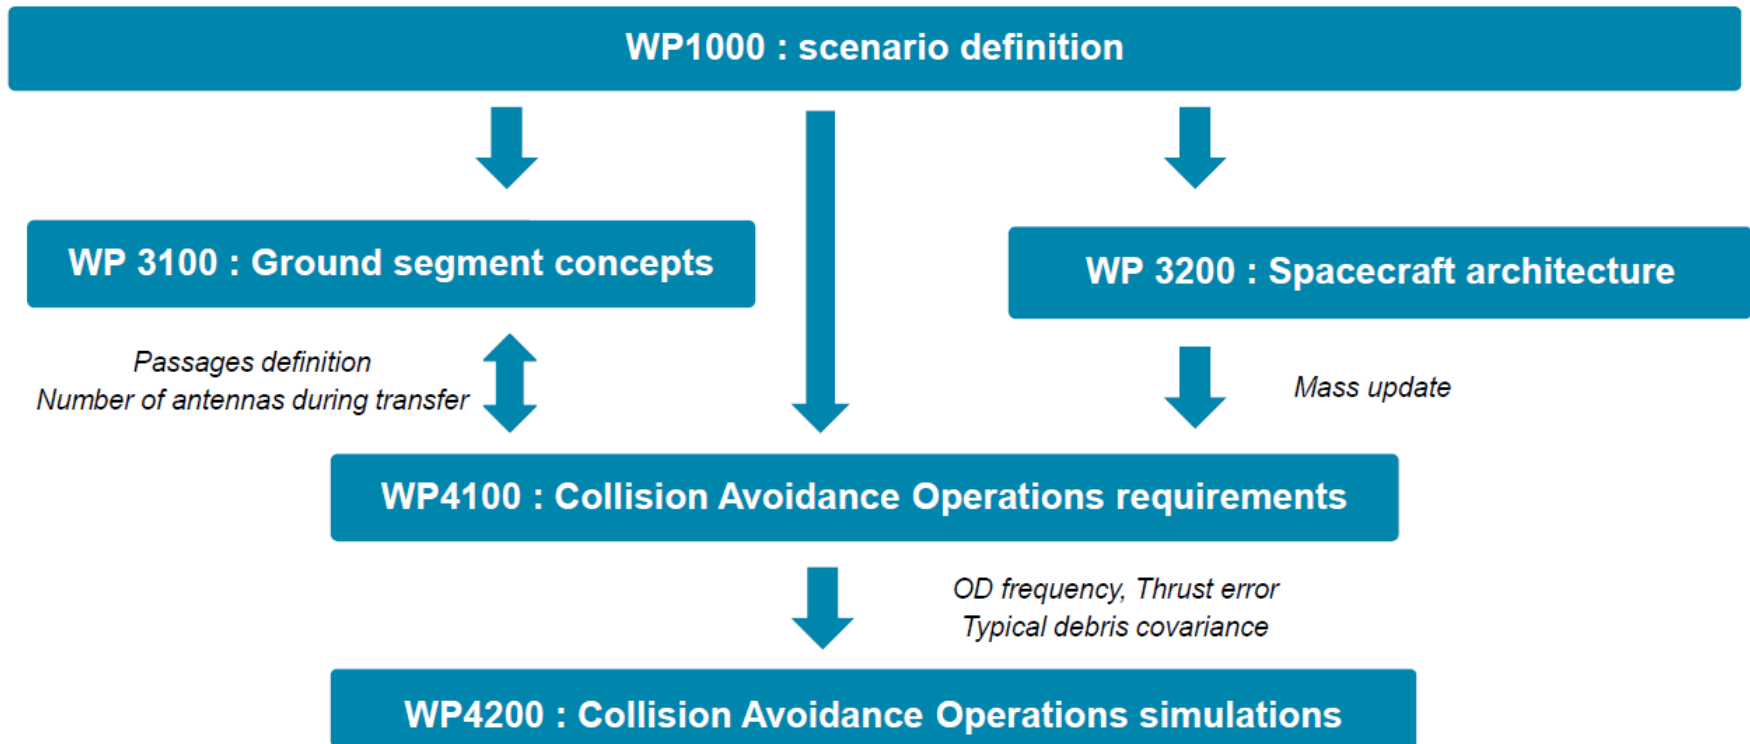 WP1000 : scenario definition
WP 3100 : Ground segment concepts
WP 3200 : Spacecraft architecture
Passages definition
Number of antennas during transfer
Mass update
WP4100 : Collision Avoidance Operations requirements
OD frequency, Thrust error
Typical debris covariance
WP4200 : Collision Avoidance Operations simulations